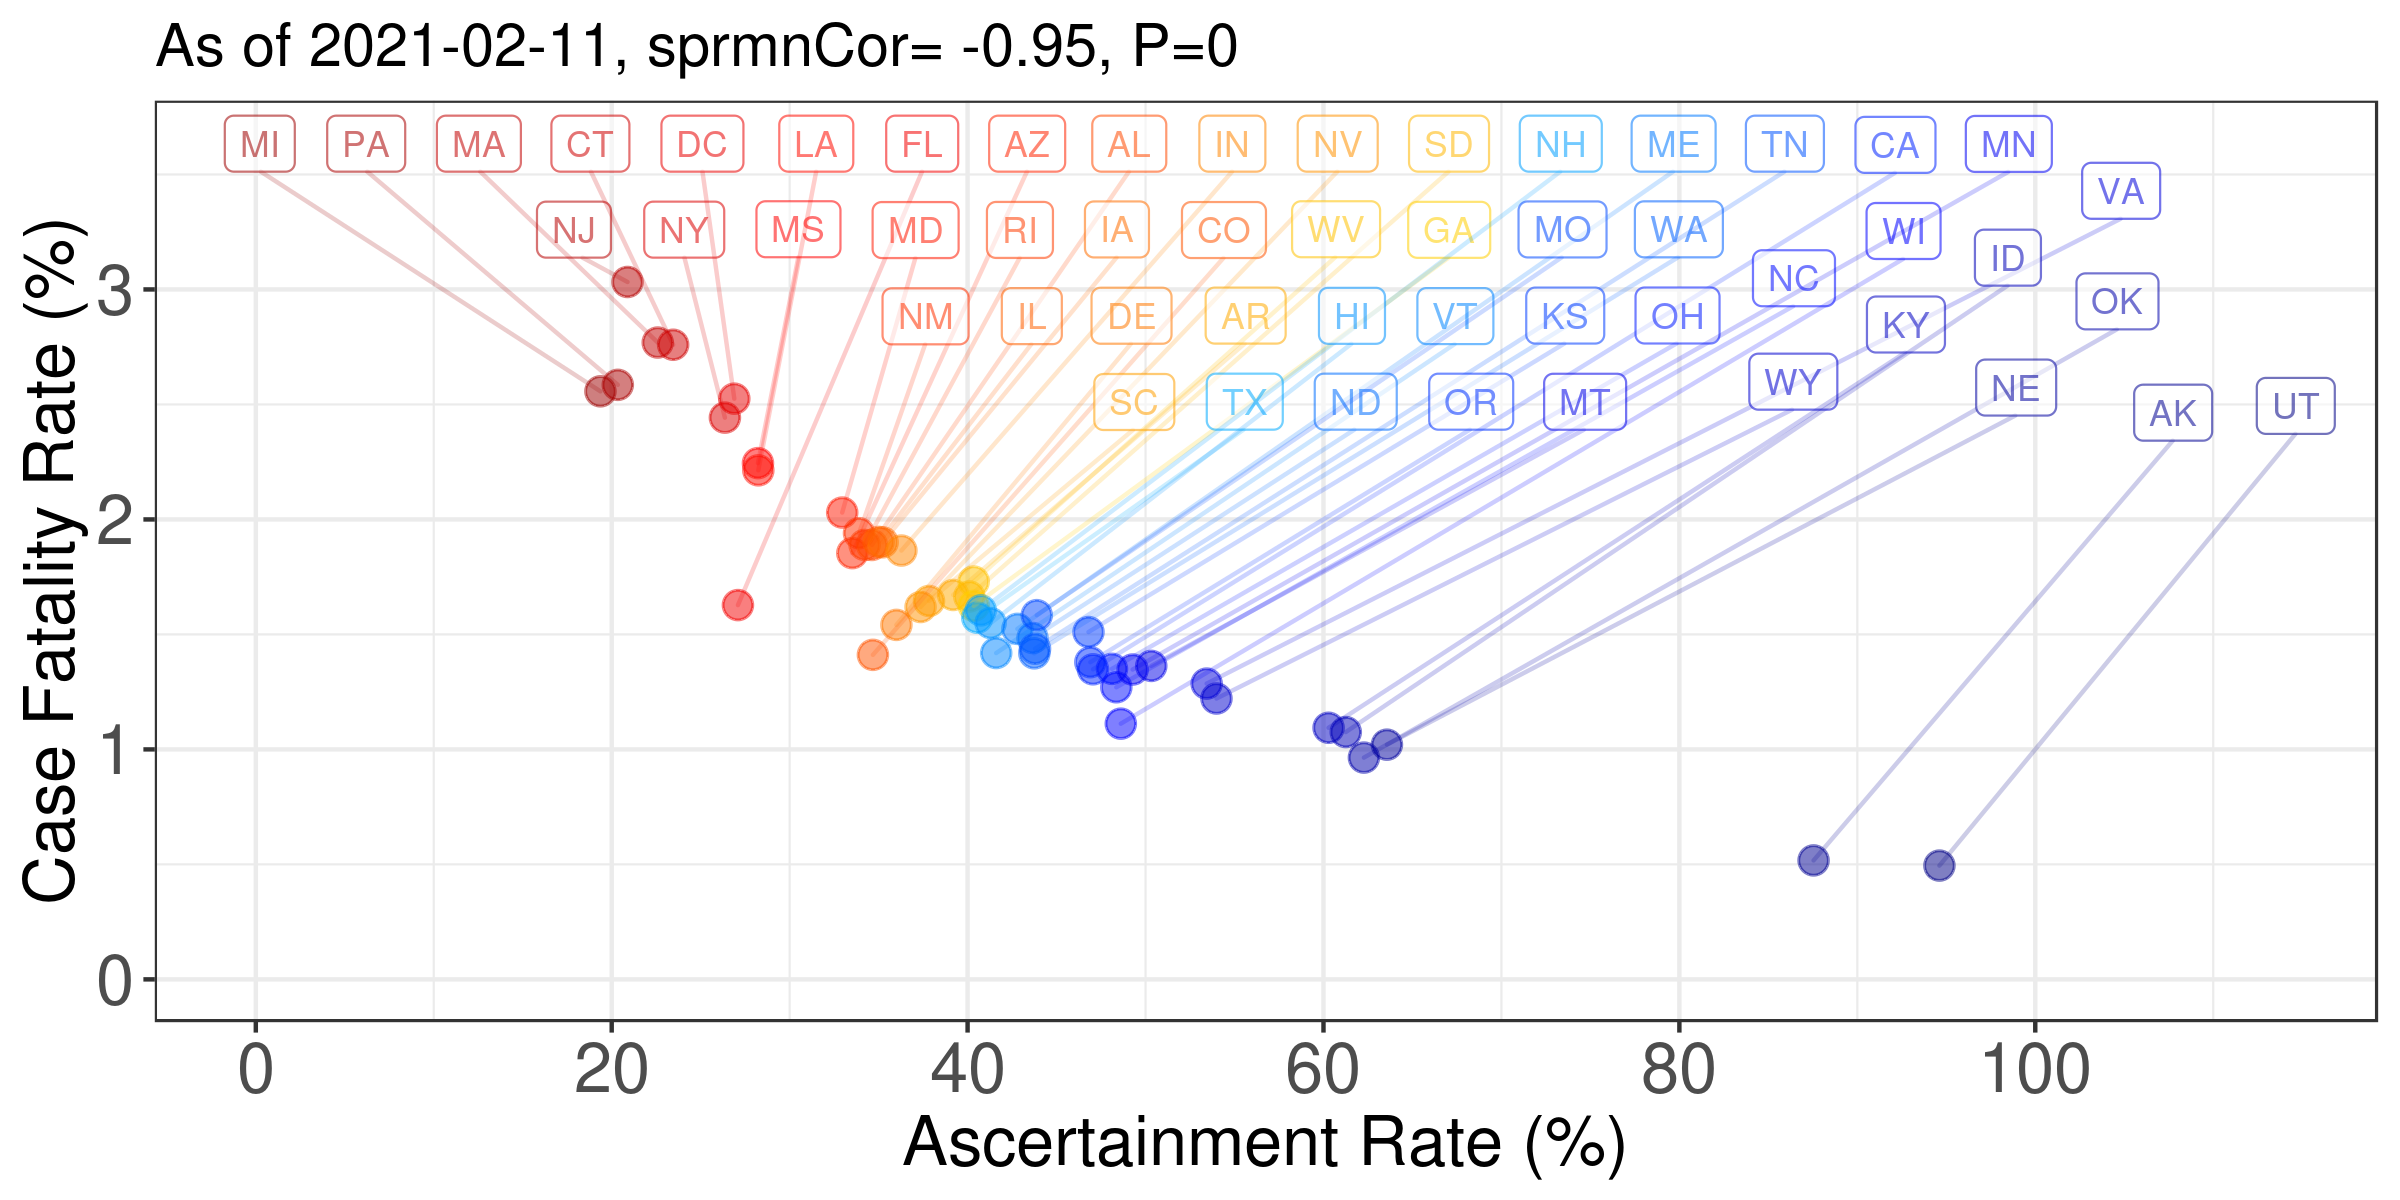 As of 2021-02-11, sprmnCor= -0.95, P=0
MI PA MA CT DC LA FL AZ AL IN NV SD NH ME TN CA MN
VA
NJ NY MS MD RI IA CO WV GA MO WA WI
ID
NC
OK
NM IL DE AR HI VT KS OH KY
WY
NE
SC TX ND OR MT AK UT
Case Fatality Rate (%)
3
2
1
0
0 20 40 60 80 100
Ascertainment Rate (%)